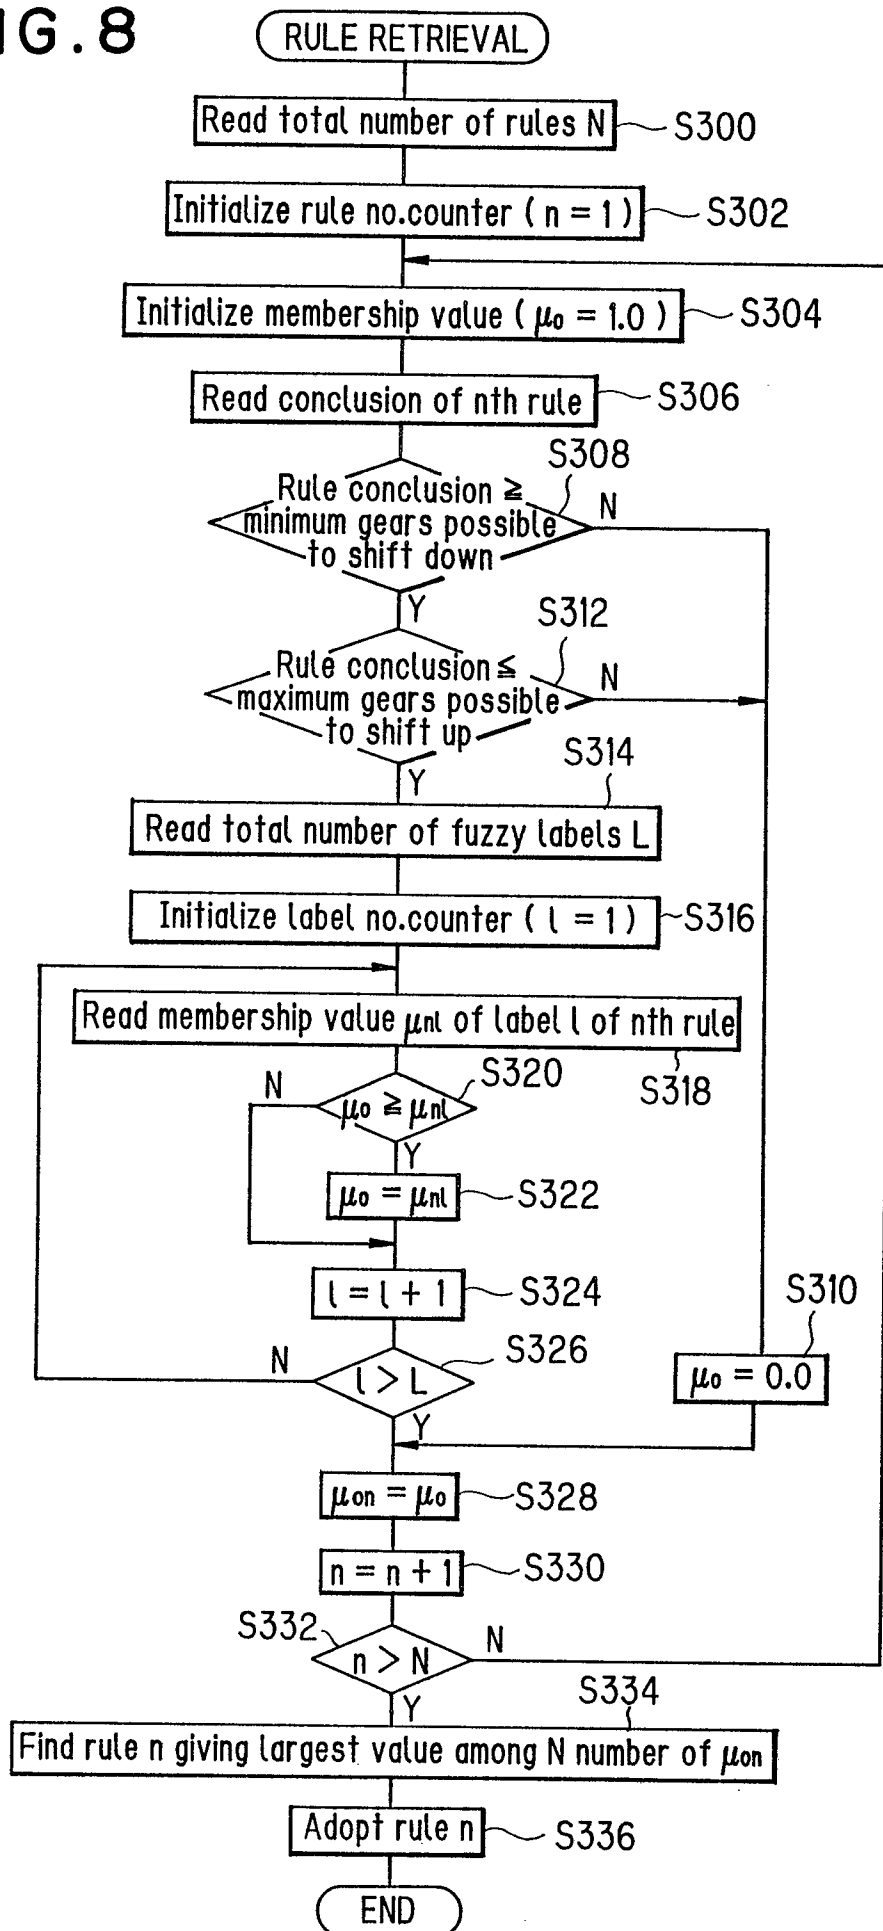 IG.8
RULE RETRIEVAL
Read total number of rules N
S300
Initialize rule no.counter ( n = 1 )
S302
Initialize membership value ( μo = 1.0 )
S304
Read conclusion of nth rule
S306
S308
Rule conclusion ≧
minimum gears possible
to shift down
N
Y
S312
Rule conclusion ≦
maximum gears possible
to shift up
N
Y
S314
Read total number of fuzzy labels L
Initialize label no.counter ( l = 1 )
S316
Read membership value μnl of label l of nth rule
S318
N
S320
μo ≧ μnl
Y
μo = μnl
S322
l = l + 1
S324
S310
N
S326
l > L
μo = 0.0
Y
μon = μo
S328
n = n + 1
S330
S332
n > N
N
Y
S334
Find rule n giving largest value among N number of μon
Adopt rule n
S336
END